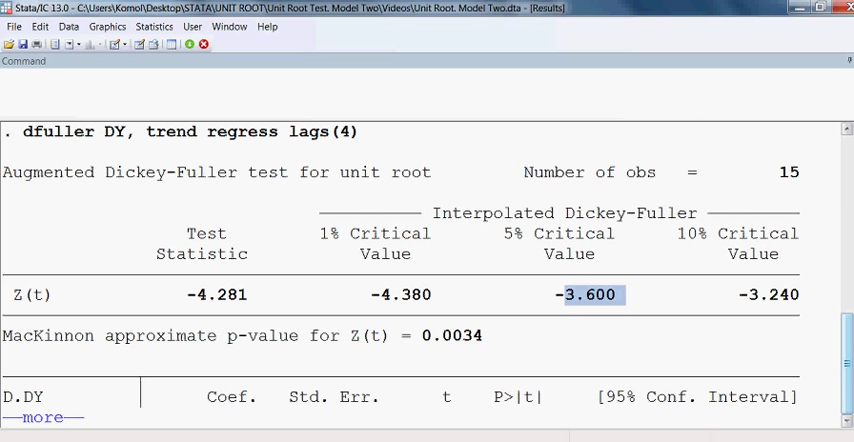 Stata/IC 13.0 - C:\Users\Komol\Desktop\STATA\UNIT ROOT\Unit Root Test. Model Two\Videos\Unit Root. Model Two.dta - [Results]
File Edit Data Graphics Statistics User Window Help
Command
. dfuller DY, trend regress lags(4)
Augmented Dickey-Fuller test for unit root Number of obs = 15
Interpolated Dickey-Fuller
Test 1% Critical 5% Critical 10% Critical
Statistic Value Value Value
Z(t) -4.281 -4.380 -3.600 -3.240
MacKinnon approximate p-value for Z(t) = 0.0034
D.DY Coef. Std. Err. t P>|t| [95% Conf. Interval]
—more—